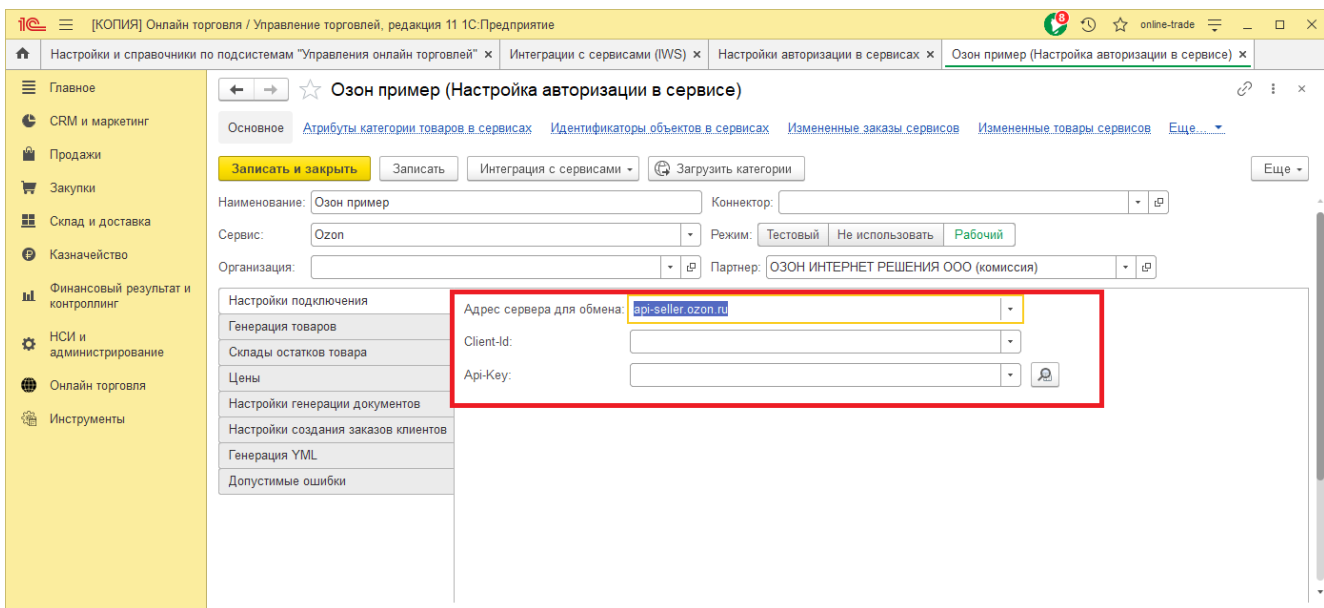 1С [КОПИЯ] Онлайн торговля / Управление торговлей, редакция 11 1С:Предприятие 8 online-trade
Настройки и справочники по подсистемам "Управления онлайн торговлей" × Интеграции с сервисами (IWS) × Настройки авторизации в сервисах × Озон пример (Настройка авторизации в сервисе) ×
Главное
CRM и маркетинг
Продажи
Закупки
Склад и доставка
Казначейство
Финансовый результат и
контроллинг
НСИ и
администрирование
Онлайн торговля
Инструменты
Озон пример (Настройка авторизации в сервисе)
Основное Атрибуты категории товаров в сервисах Идентификаторы объектов в сервисах Измененные заказы сервисов Измененные товары сервисов Еще...
Записать и закрыть Записать Интеграция с сервисами Загрузить категории Еще
Наименование: Озон пример Коннектор:
Сервис: Ozon Режим: Тестовый Не использовать Рабочий
Организация: Партнер: ОЗОН ИНТЕРНЕТ РЕШЕНИЯ ООО (комиссия)
Настройки подключения
Генерация товаров
Склады остатков товара
Цены
Настройки генерации документов
Настройки создания заказов клиентов
Генерация YML
Допустимые ошибки
Адрес сервера для обмена: api-seller.ozon.ru
Client-Id:
Api-Key: